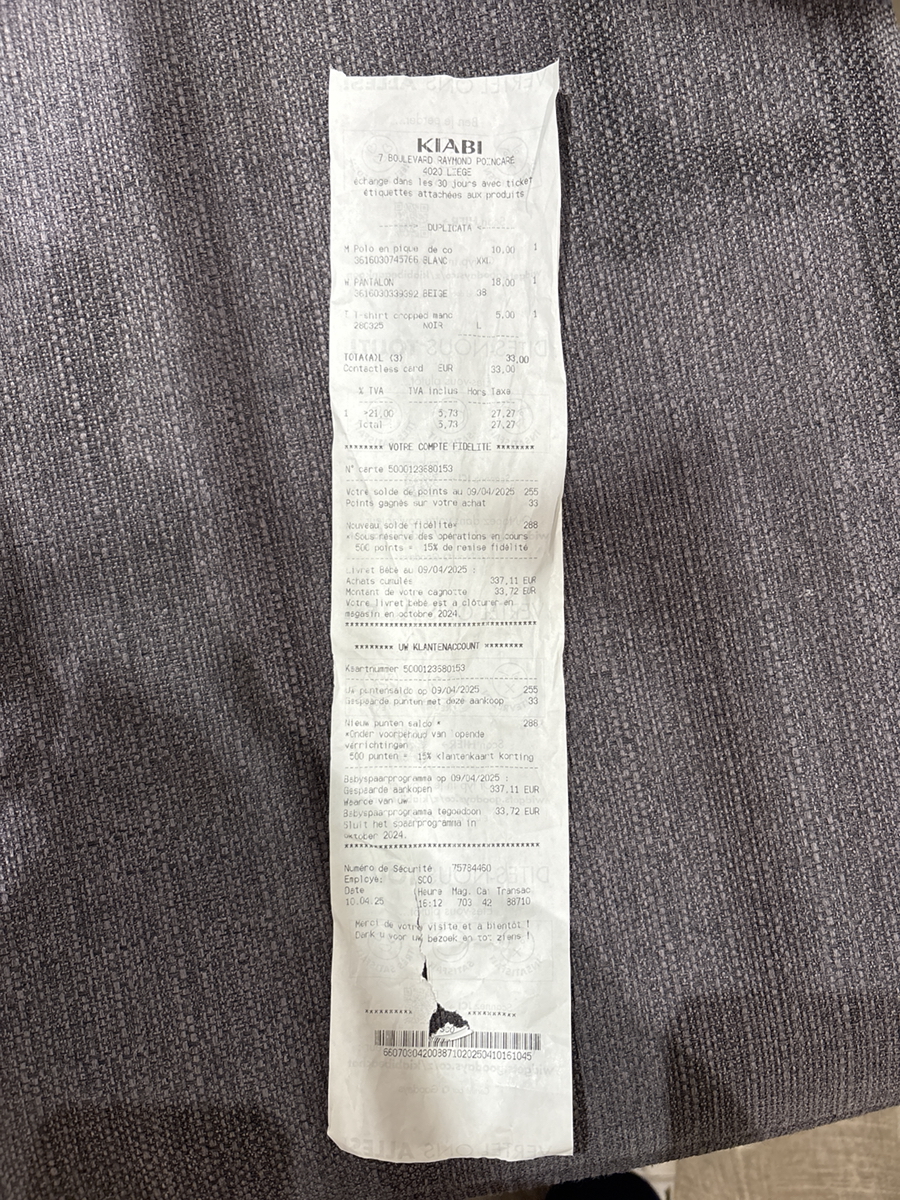 KIABI
7 BOULEVARD RAYMOND POINCARE
4020 LIEGE
échange dans les 30 jours avec ticket
étiquettes attachées aux produits
------- DUPLICATA -------
M Polo en pique de co 10,00 1
3616030745766 BLANC XXL
W PANTALON 18,00 1
3616030339392 BEIGE 38
T-shirt cropped manc 5,00 1
28C325 NOIR L
TOTA(A)L (3) 33,00
Contactless card EUR 33,00
% TVA TVA Inclus Hors Taxe
1 >21,00 5,73 27,27
Total 5,73 27,27
******** VOTRE COMPTE FIDELITE ********
N° carte 5000123680153
Votre solde de points au 09/04/2025 255
Points gagnés sur votre achat 33
Nouveau solde fidélité* 288
* Sous réserve des opérations en cours
500 points = 15% de remise fidélité
Livret Bébé au 09/04/2025 :
Achats cumulés 337,11 EUR
Montant de votre cagnotte 33,72 EUR
Votre livret bébé est a clôturer en
magasin en octobre 2024.
******** UW KLANTENACCOUNT ********
Kaartnummer 5000123680153
Uw puntensaldo op 09/04/2025 255
Gespaarde punten met deze aankoop 33
Nieuw punten saldo * 288
*Onder voorbehoud van lopende
verrichtingen
500 punten = 15% klantenkaart korting
Babyspaarprogramma op 09/04/2025 :
Gespaarde aankopen 337,11 EUR
Waarde van uw
Babyspaarprogramma tegoedbon 33,72 EUR
Sluit het spaarprogramma in
oktober 2024.
Numéro de Sécurité 75784460
Employé: SCO
Date Heure Mag. Ca: Transac
10.04.25 16:12 703 42 88710
Merci de votre visite et a bientôt !
Dank u voor uw bezoek en tot ziens !